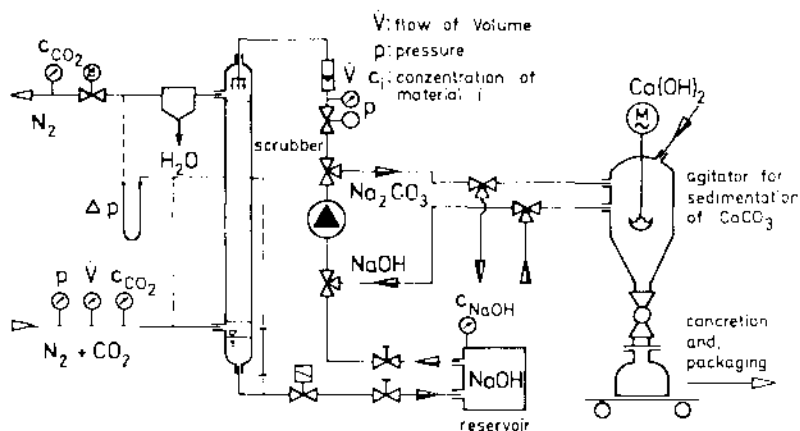 V̇: flow of Volume
p: pressure
cᵢ: conzentration of
material i
c_CO₂
M
N₂
H₂O
scrubber
V̇
p
Δp
Na₂CO₃
NaOH
Ca(OH)₂
M
~
agitator for
sedimentation
of CaCO₃
p V̇ c_CO₂
N₂ + CO₂
c_NaOH
NaOH
reservoir
concretion
and,
packaging